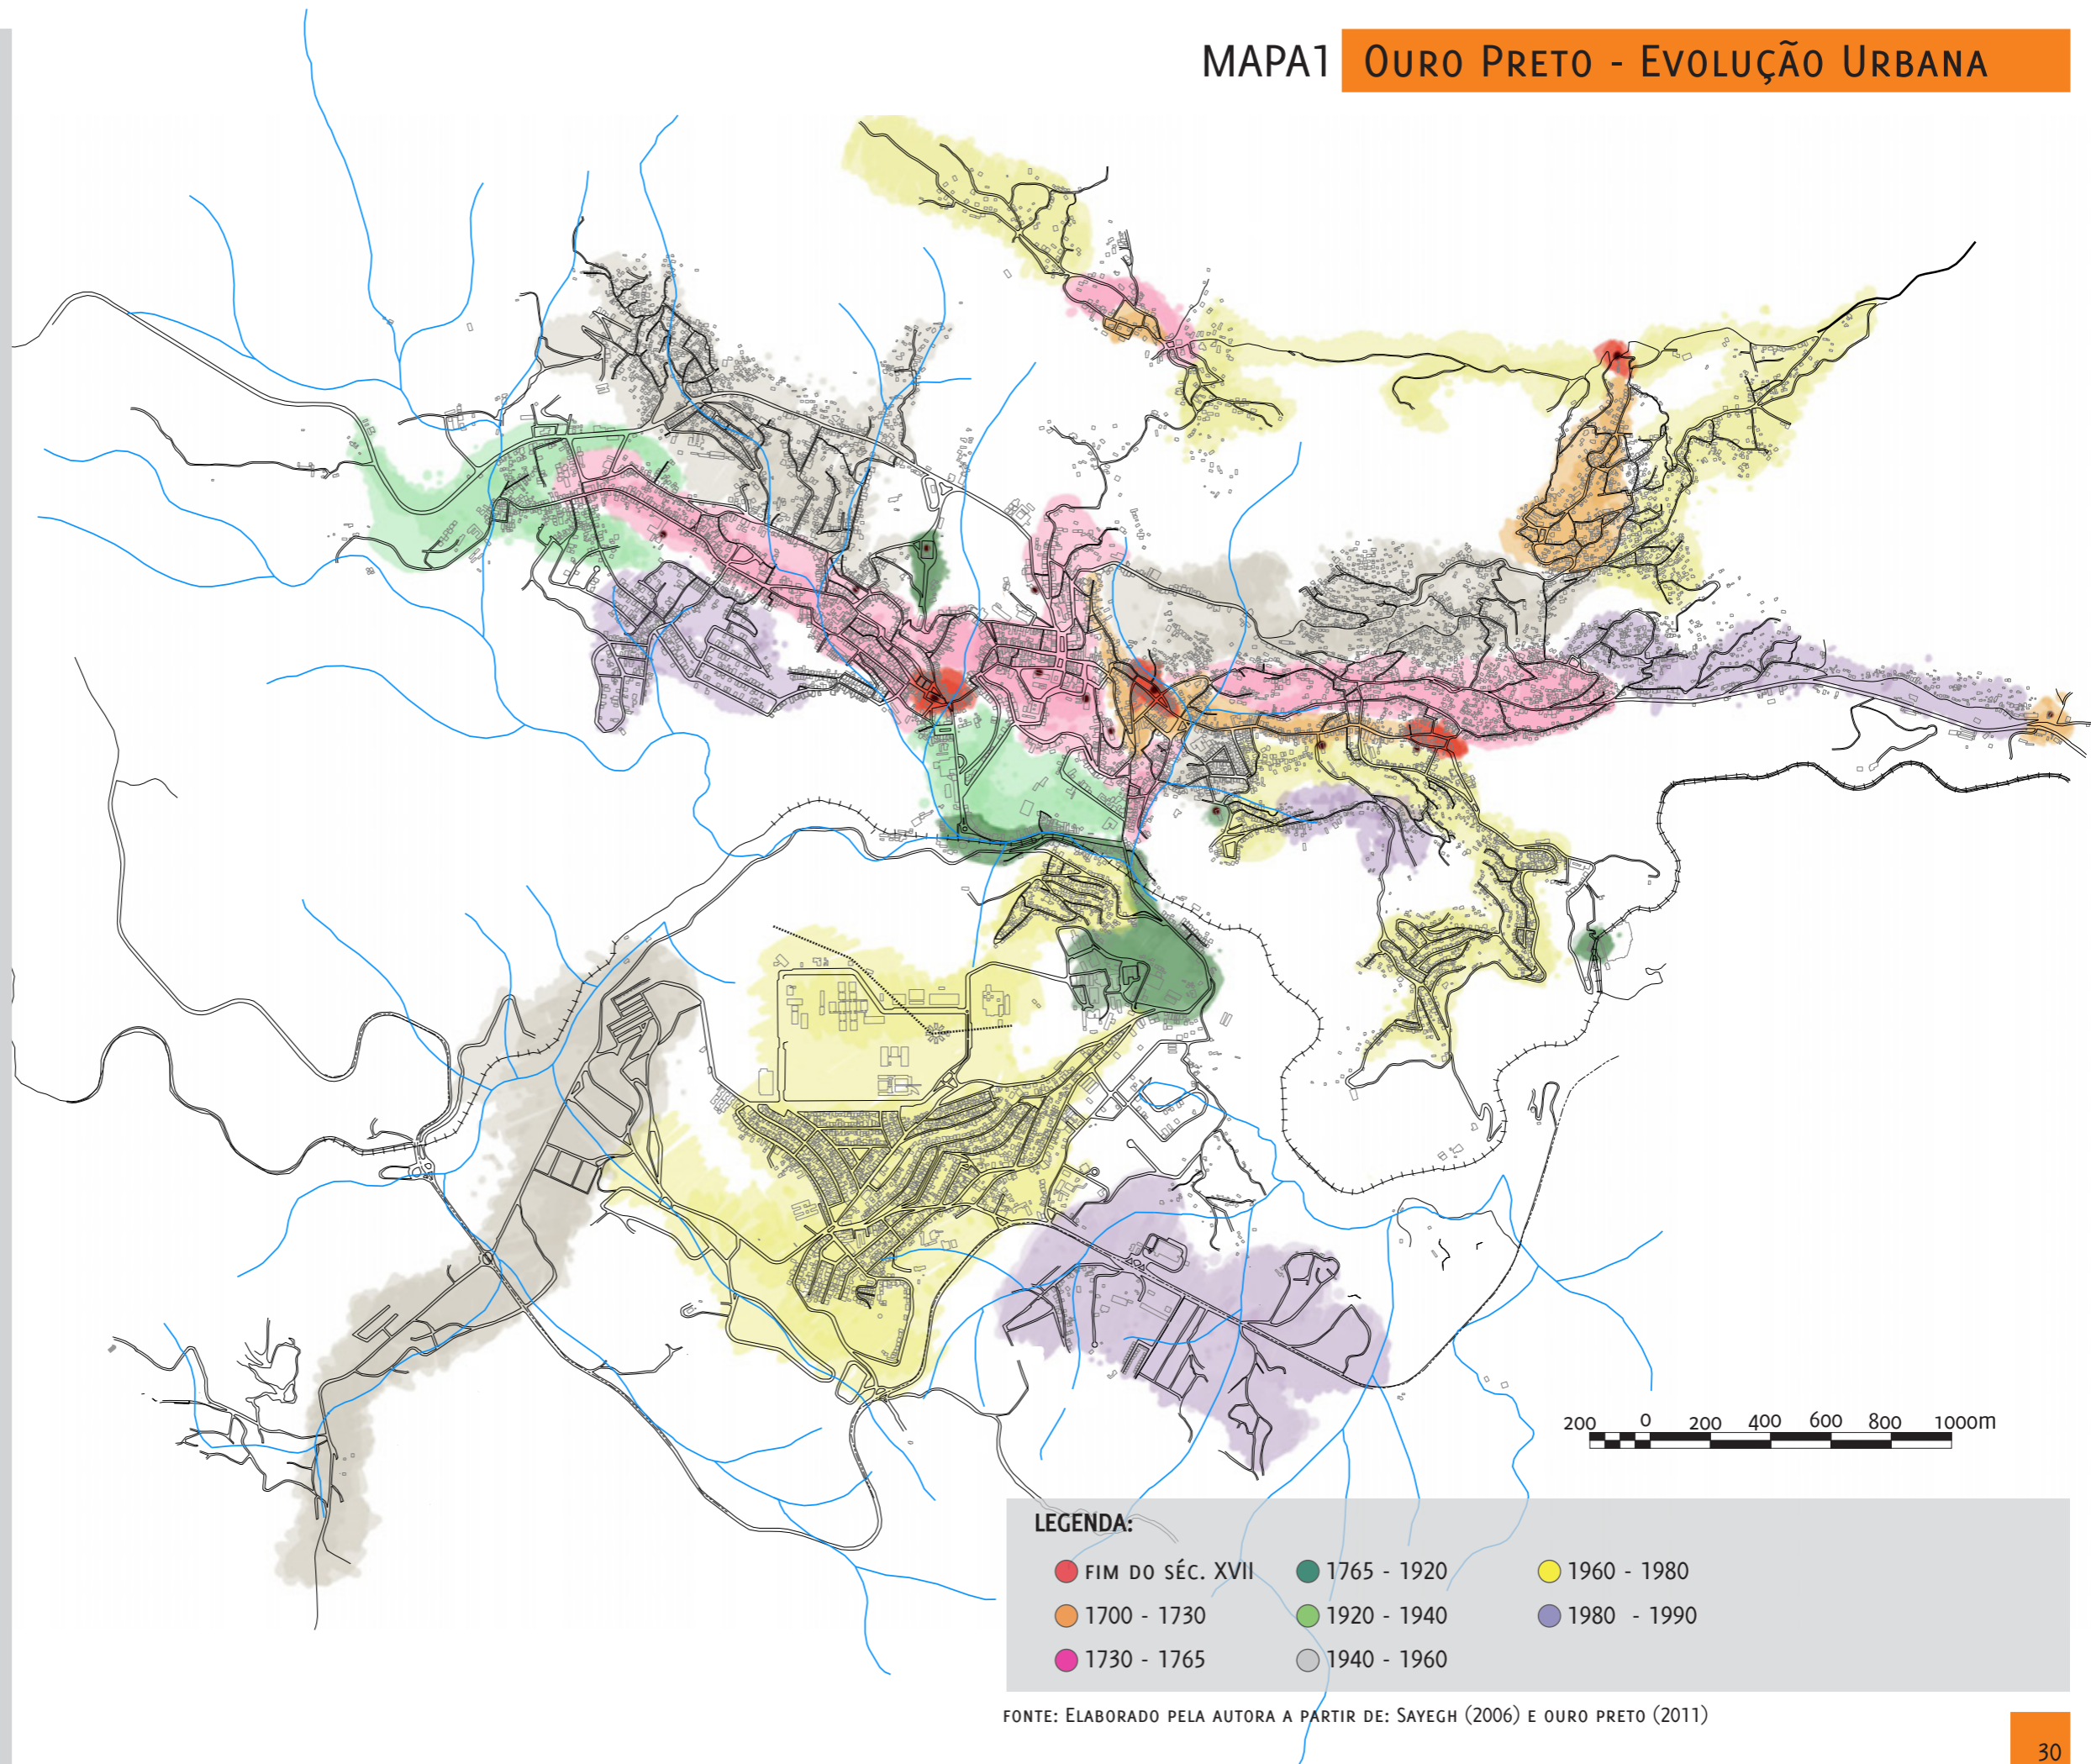 MAPA1 OURO PRETO - EVOLUÇÃO URBANA
200 0 200 400 600 800 1000m
LEGENDA:
FIM DO SÉC. XVII
1700 - 1730
1730 - 1765
1765 - 1920
1920 - 1940
1940 - 1960
1960 - 1980
1980 - 1990
FONTE: ELABORADO PELA AUTORA A PARTIR DE: SAYEGH (2006) E OURO PRETO (2011)
30